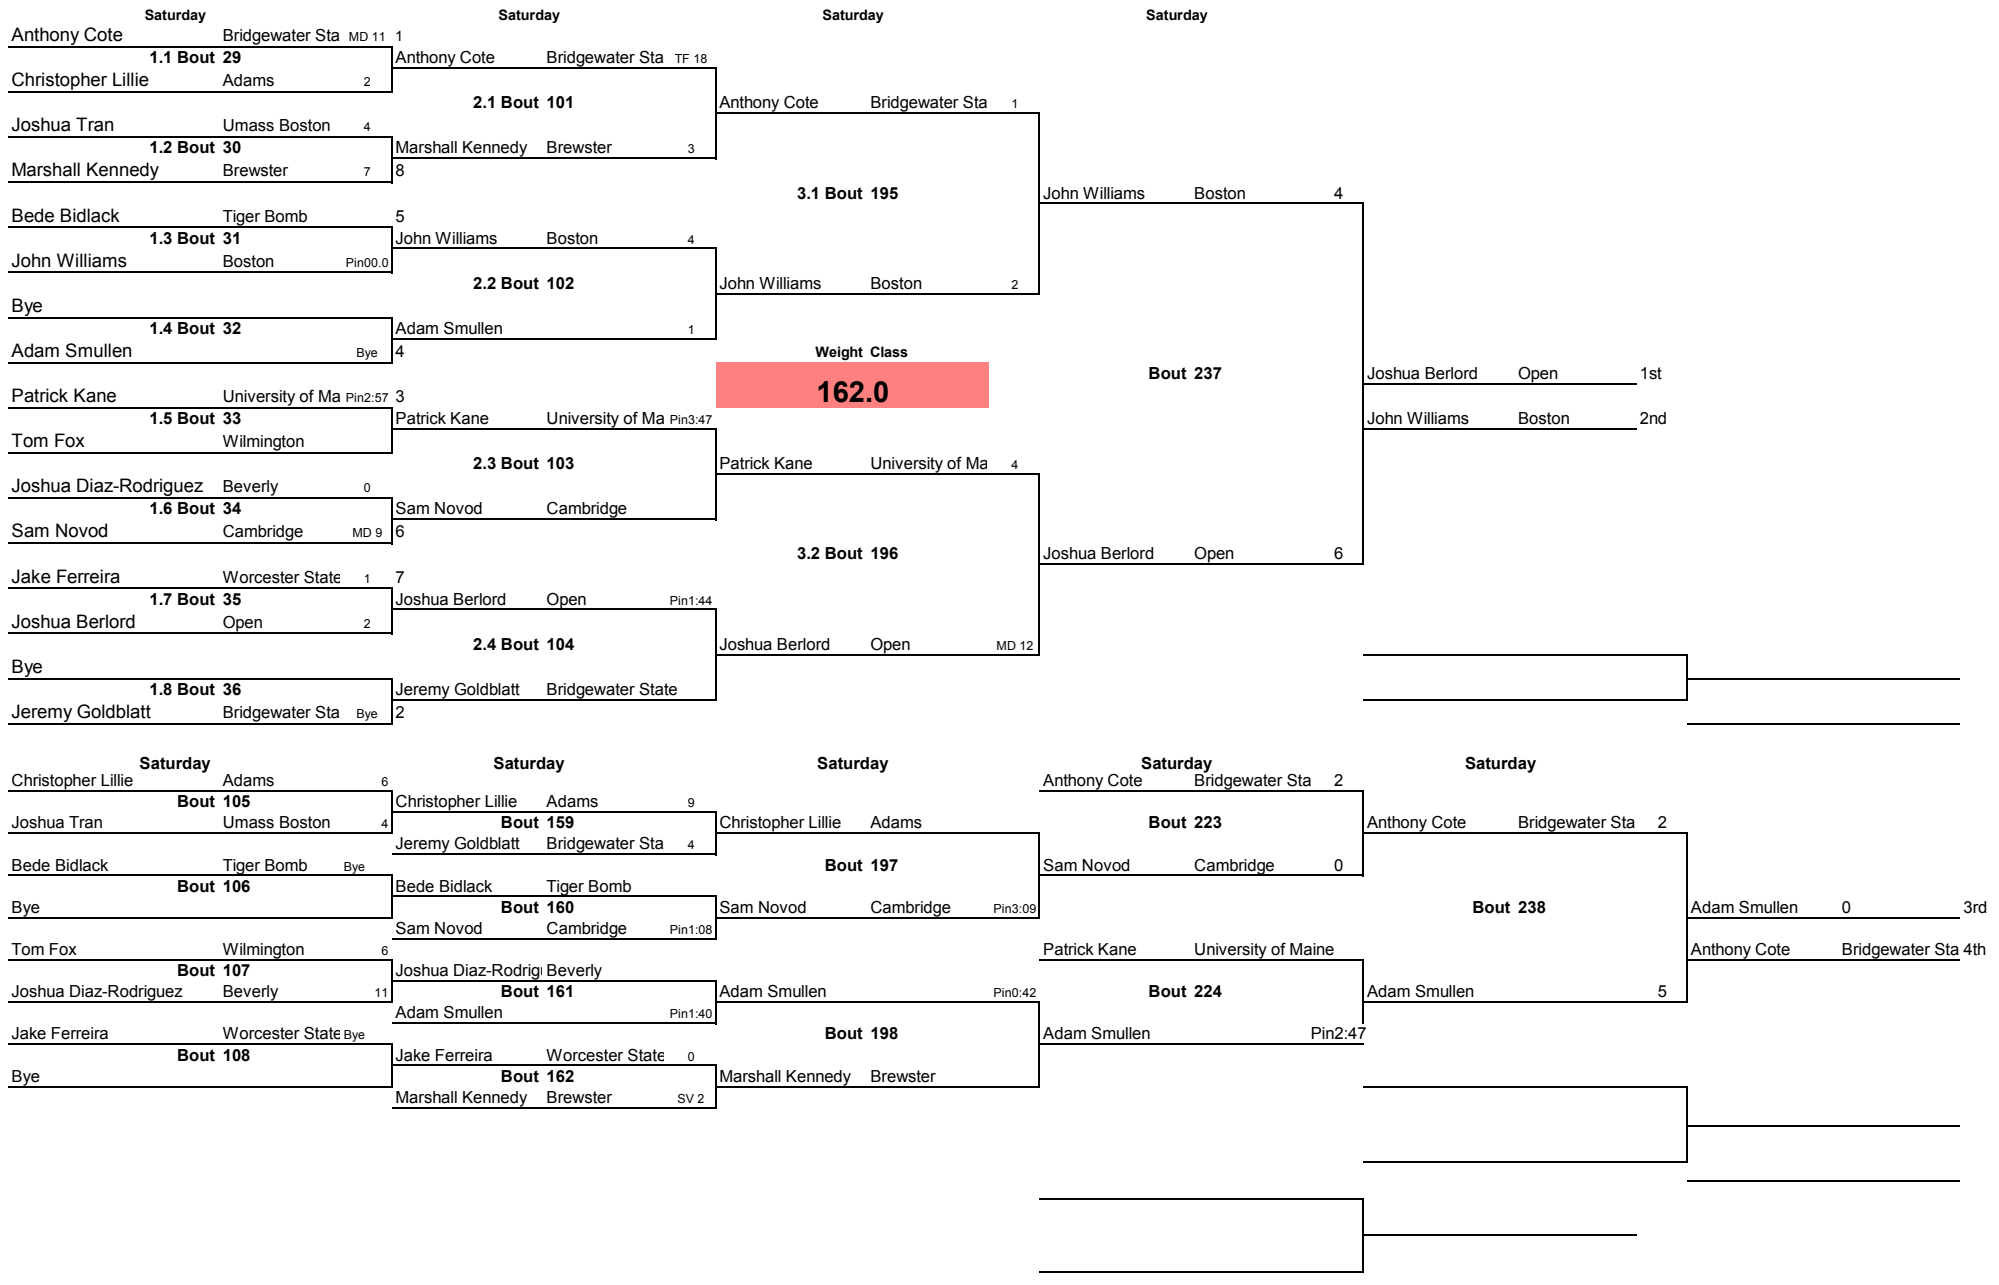 Saturday Saturday Saturday Saturday
Anthony Cote Bridgewater Sta MD 11 1
1.1 Bout 29 Anthony Cote Bridgewater Sta TF 18
Christopher Lillie Adams 2
2.1 Bout 101 Anthony Cote Bridgewater Sta 1
Joshua Tran Umass Boston 4
1.2 Bout 30 Marshall Kennedy Brewster 3
Marshall Kennedy Brewster 7 8
3.1 Bout 195 John Williams Boston 4
Bede Bidlack Tiger Bomb 5
1.3 Bout 31 John Williams Boston 4
John Williams Boston Pin00.0
2.2 Bout 102 John Williams Boston 2
Bye
1.4 Bout 32 Adam Smullen 1
Adam Smullen Bye 4 Weight Class
Bout 237 Joshua Berlord Open 1st
Patrick Kane University of Ma Pin2:57 3 162.0
1.5 Bout 33 Patrick Kane University of Ma Pin3:47 John Williams Boston 2nd
Tom Fox Wilmington
2.3 Bout 103 Patrick Kane University of Ma 4
Joshua Diaz-Rodriguez Beverly 0
1.6 Bout 34 Sam Novod Cambridge
Sam Novod Cambridge MD 9 6
3.2 Bout 196 Joshua Berlord Open 6
Jake Ferreira Worcester State 1 7
1.7 Bout 35 Joshua Berlord Open Pin1:44
Joshua Berlord Open 2
2.4 Bout 104 Joshua Berlord Open MD 12
Bye
1.8 Bout 36 Jeremy Goldblatt Bridgewater State
Jeremy Goldblatt Bridgewater Sta Bye 2
Saturday Saturday Saturday Saturday Saturday
Christopher Lillie Adams 6 Anthony Cote Bridgewater Sta 2
Bout 105 Christopher Lillie Adams 9
Joshua Tran Umass Boston 4 Bout 159 Christopher Lillie Adams Bout 223 Anthony Cote Bridgewater Sta 2
Jeremy Goldblatt Bridgewater Sta 4
Bede Bidlack Tiger Bomb Bye Bout 197 Sam Novod Cambridge 0
Bout 106 Bede Bidlack Tiger Bomb
Bye Bout 160 Sam Novod Cambridge Pin3:09 Bout 238 Adam Smullen 0 3rd
Sam Novod Cambridge Pin1:08
Tom Fox Wilmington 6 Patrick Kane University of Maine Anthony Cote Bridgewater Sta 4th
Bout 107 Joshua Diaz-Rodrig Beverly
Joshua Diaz-Rodriguez Beverly 11 Bout 161 Adam Smullen Pin0:42 Bout 224 Adam Smullen 5
Adam Smullen Pin1:40
Jake Ferreira Worcester State Bye Bout 198 Adam Smullen Pin2:47
Bout 108 Jake Ferreira Worcester State 0
Bye Bout 162 Marshall Kennedy Brewster
Marshall Kennedy Brewster SV 2